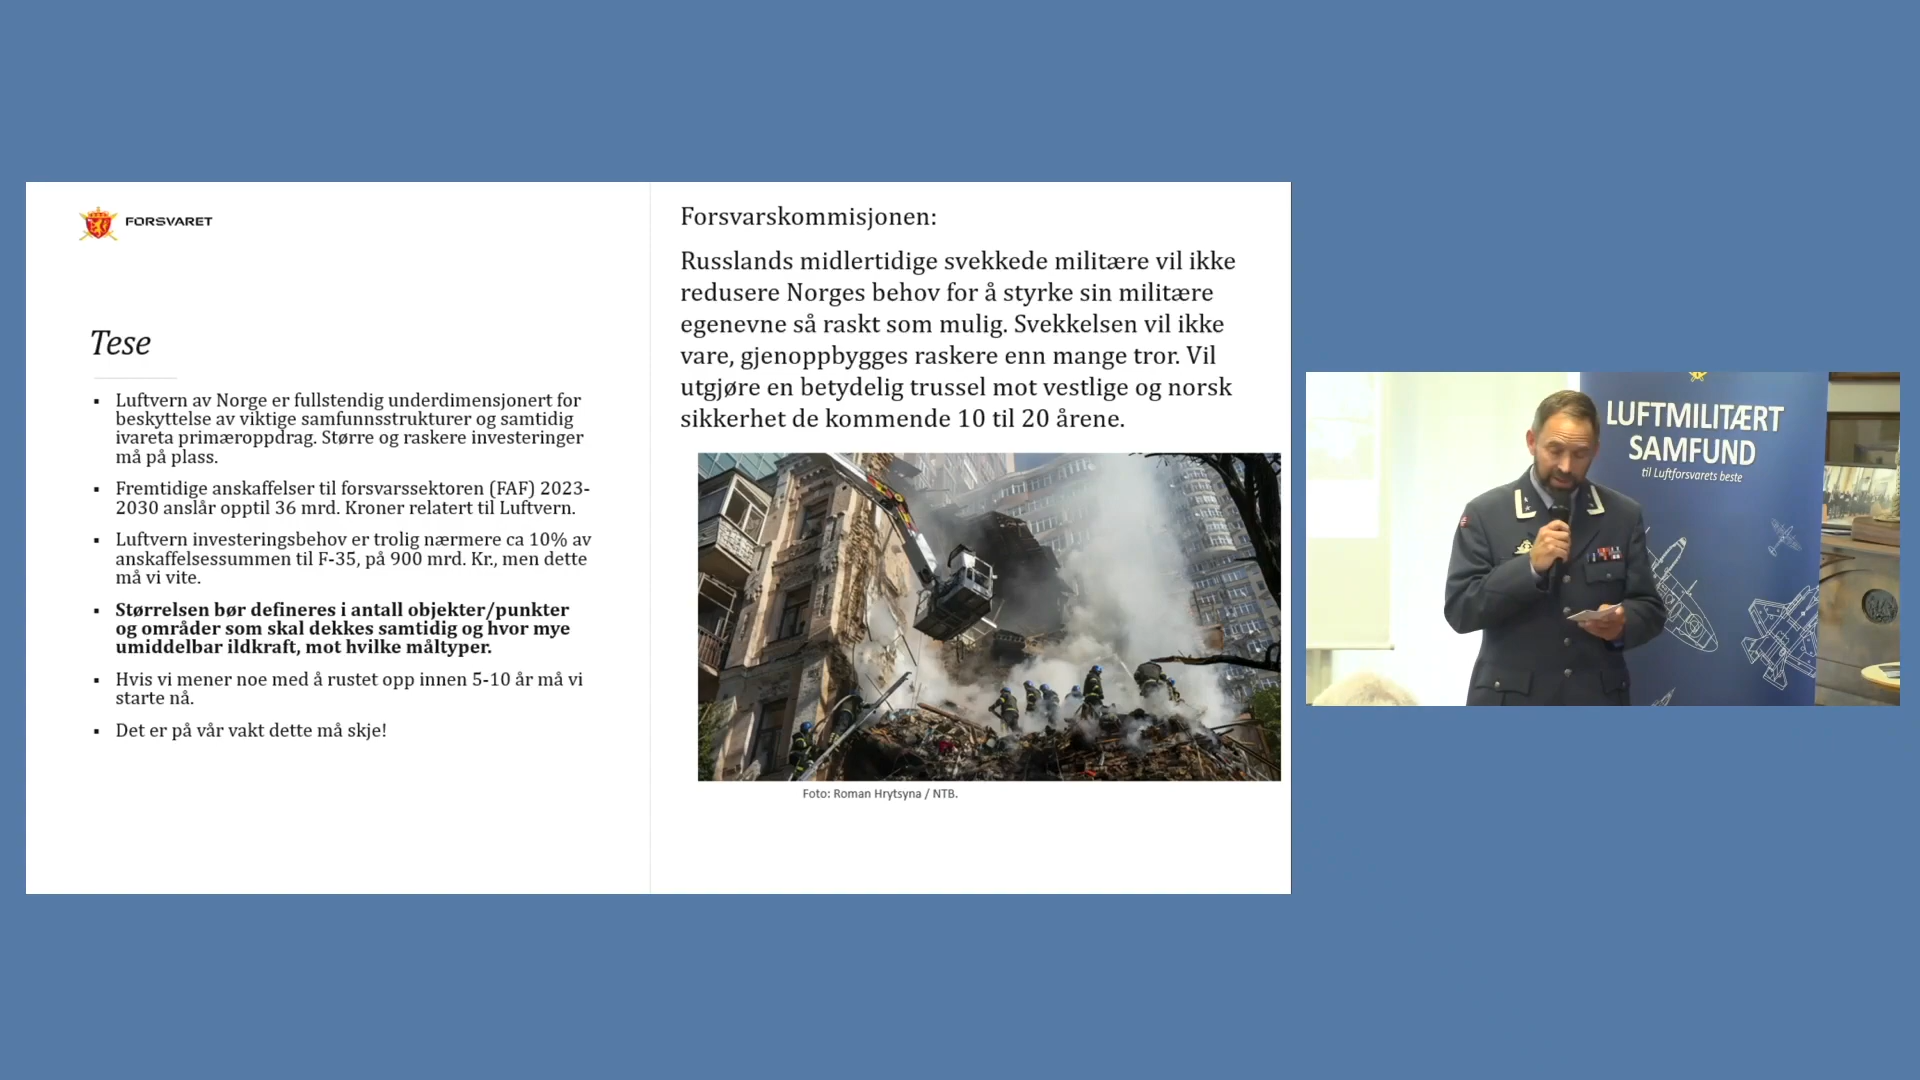 FORSVARET
Tese
▪ Luftvern av Norge er fullstendig underdimensjonert for
beskyttelse av viktige samfunnsstrukturer og samtidig
ivareta primæroppdrag. Større og raskere investeringer
må på plass.
▪ Fremtidige anskaffelser til forsvarssektoren (FAF) 2023-
2030 anslår opptil 36 mrd. Kroner relatert til Luftvern.
▪ Luftvern investeringsbehov er trolig nærmere ca 10% av
anskaffelsessummen til F-35, på 900 mrd. Kr., men dette
må vi vite.
▪ Størrelsen bør defineres i antall objekter/punkter
og områder som skal dekkes samtidig og hvor mye
umiddelbar ildkraft, mot hvilke måltyper.
▪ Hvis vi mener noe med å rustet opp innen 5-10 år må vi
starte nå.
▪ Det er på vår vakt dette må skje!
Forsvarskommisjonen:
Russlands midlertidige svekkede militære vil ikke
redusere Norges behov for å styrke sin militære
egenevne så raskt som mulig. Svekkelsen vil ikke
vare, gjenoppbygges raskere enn mange tror. Vil
utgjøre en betydelig trussel mot vestlige og norsk
sikkerhet de kommende 10 til 20 årene.
Foto: Roman Hrytsyna / NTB.
LUFTMILITÆRT
SAMFUND
til Luftforsvarets beste